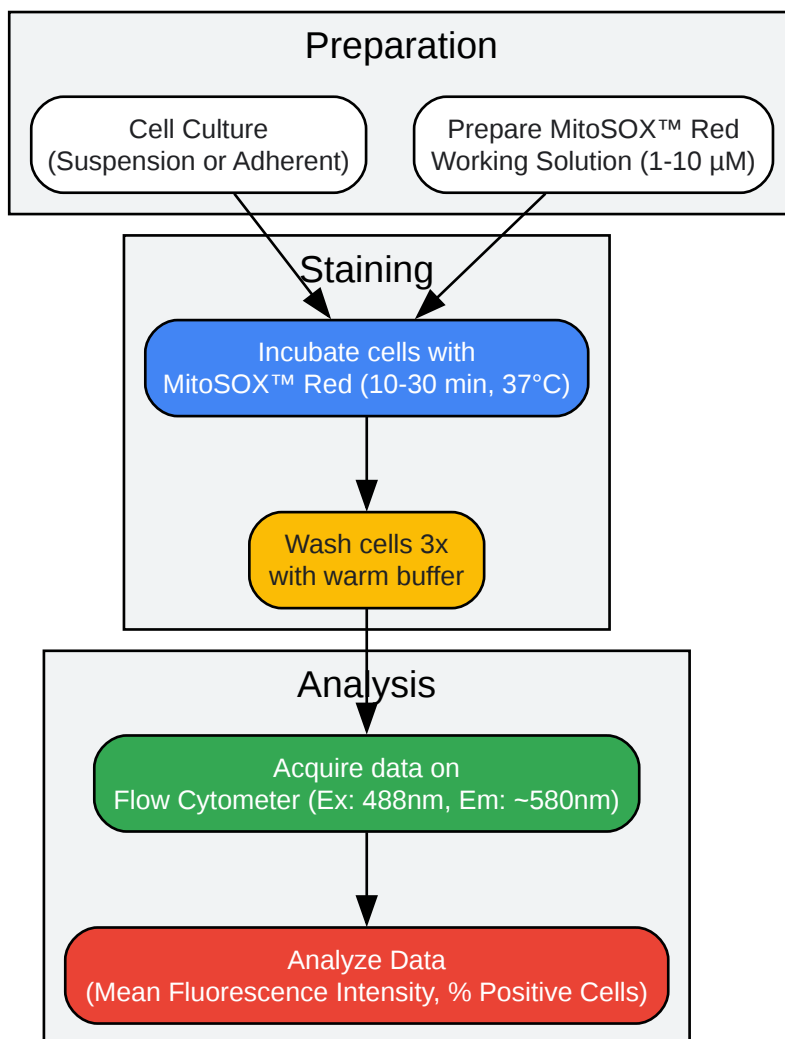 Preparation
Cell Culture
(Suspension or Adherent)
Prepare MitoSOX™ Red
Working Solution (1-10 µM)
Staining
Incubate cells with
MitoSOX™ Red (10-30 min, 37°C)
Wash cells 3x
with warm buffer
Analysis
Acquire data on
Flow Cytometer (Ex: 488nm, Em: ~580nm)
Analyze Data
(Mean Fluorescence Intensity, % Positive Cells)